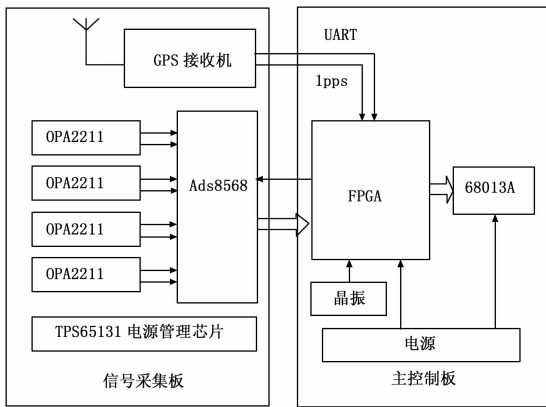 GPS 接收机
UART
1pps
OPA2211
OPA2211
OPA2211
OPA2211
Ads8568
FPGA
68013A
晶振
TPS65131 电源管理芯片
电源
信号采集板
主控制板